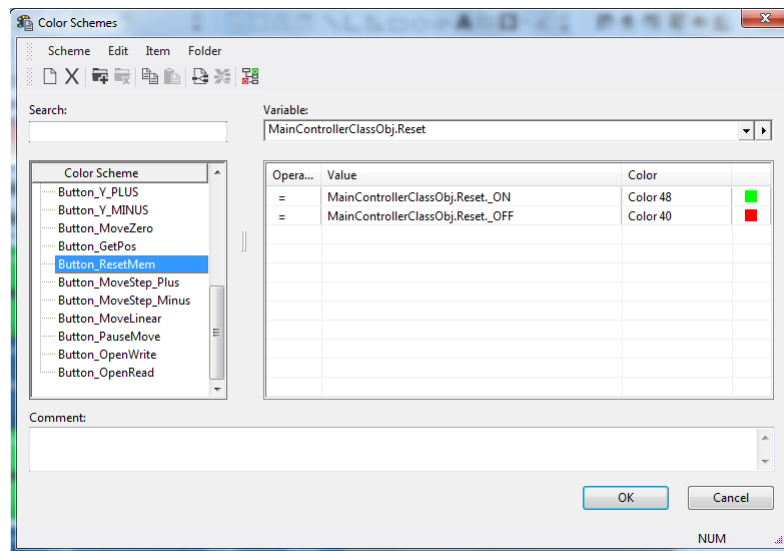 Color Schemes
Scheme Edit Item Folder
Search:
Variable:
MainControllerClassObj.Reset
Color Scheme
Button_Y_PLUS
Button_Y_MINUS
Button_MoveZero
Button_GetPos
Button_ResetMem
Button_MoveStep_Plus
Button_MoveStep_Minus
Button_MoveLinear
Button_PauseMove
Button_OpenWrite
Button_OpenRead
Opera... Value Color
= MainControllerClassObj.Reset._ON Color 48
= MainControllerClassObj.Reset._OFF Color 40
Comment:
OK Cancel
NUM